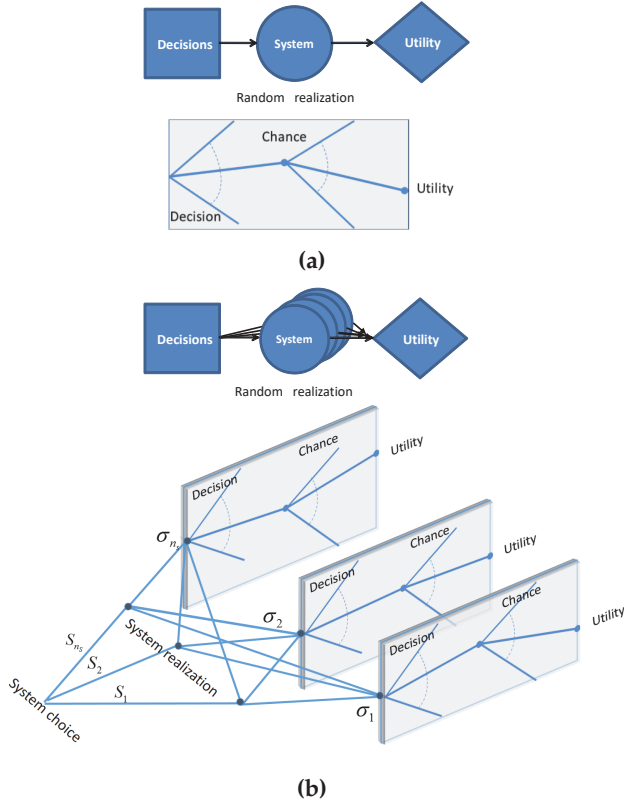 Decisions
System
Utility
Random realization
Chance
Utility
Decision
(a)
Decisions
System
Utility
Random realization
Decision
Chance
Utility
σ_{n_s}
Decision
Chance
Utility
σ_2
Decision
Chance
Utility
S_{n_s}
S_2
System realization
S_1
σ_1
System choice
(b)